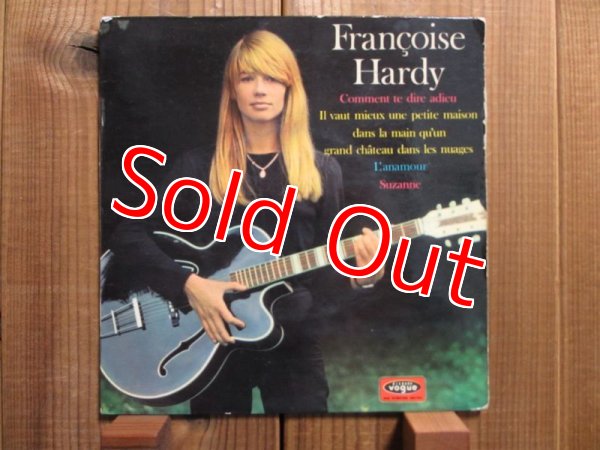 Françoise
Hardy
Comment te dire adieu
Il vaut mieux une petite maison
dans la main qu'un
grand château dans les nuages
L'anamour
Suzanne
Sold Out
vogue